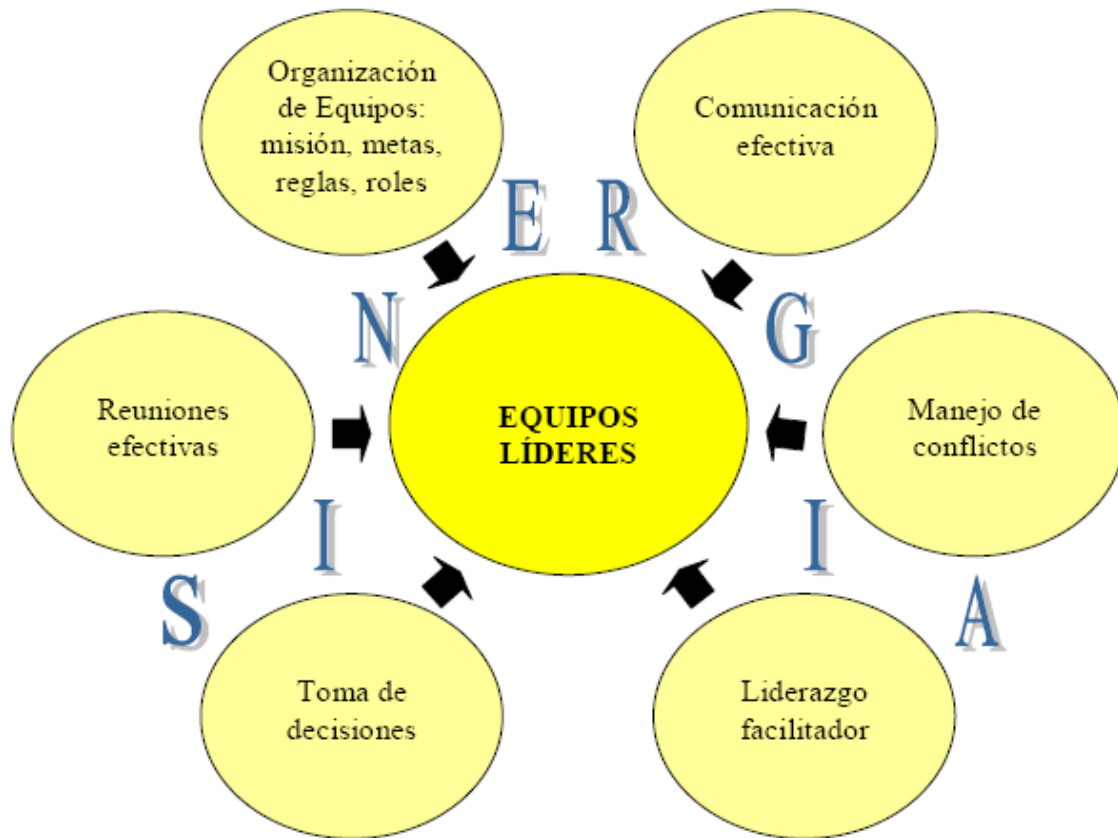 Organización
de Equipos:
misión, metas,
reglas, roles
Comunicación
efectiva
S I N E R G I A
Reuniones
efectivas
EQUIPOS
LÍDERES
Manejo de
conflictos
Toma de
decisiones
Liderazgo
facilitador